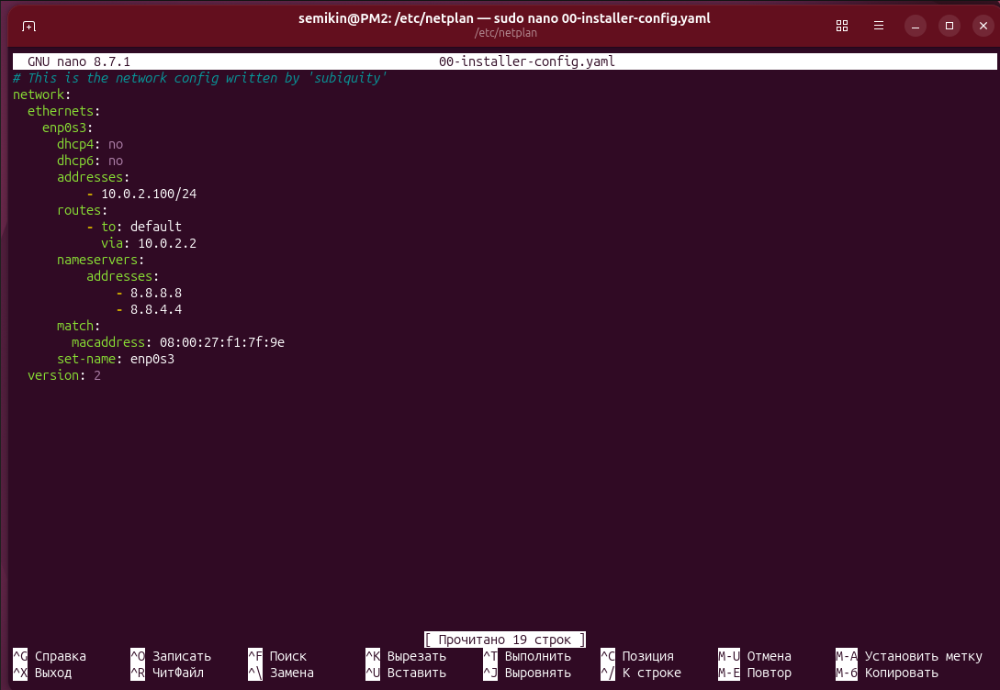 semikin@PM2: /etc/netplan — sudo nano 00-installer-config.yaml
/etc/netplan
GNU nano 8.7.1 00-installer-config.yaml
# This is the network config written by 'subiquity'
network:
  ethernets:
    enp0s3:
      dhcp4: no
      dhcp6: no
      addresses:
          - 10.0.2.100/24
      routes:
          - to: default
            via: 10.0.2.2
      nameservers:
          addresses:
              - 8.8.8.8
              - 8.8.4.4
      match:
        macaddress: 08:00:27:f1:7f:9e
      set-name: enp0s3
  version: 2
[ Прочитано 19 строк ]
^G Справка ^O Записать ^F Поиск ^K Вырезать ^T Выполнить ^C Позиция M-U Отмена M-A Установить метку
^X Выход ^R ЧитФайл ^\ Замена ^U Вставить ^J Выровнять ^/ К строке M-E Повтор M-6 Копировать